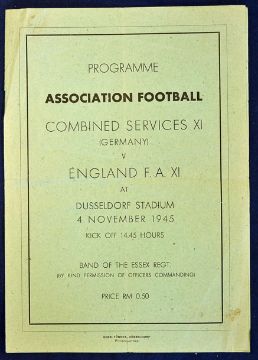 PROGRAMME
ASSOCIATION FOOTBALL
COMBINED SERVICES XI
(GERMANY)
V
ENGLAND F.A. XI
AT
DUSSELDORF STADIUM
4 NOVEMBER 1945
KICK OFF 14.45 HOURS
BAND OF THE ESSEX REGT.
(BY KIND PERMISSION OF OFFICERS COMMANDING)
PRICE RM 0.50